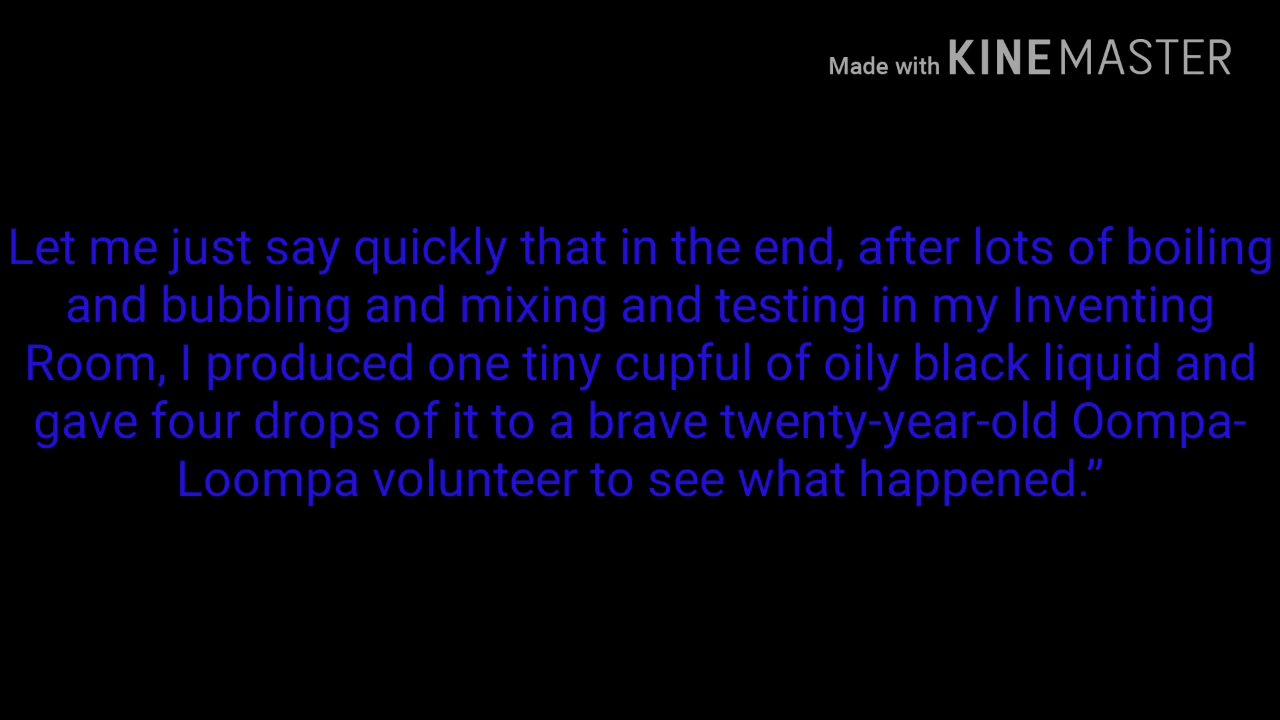 Made with KINEMASTER
Let me just say quickly that in the end, after lots of boiling
and bubbling and mixing and testing in my Inventing
Room, I produced one tiny cupful of oily black liquid and
gave four drops of it to a brave twenty-year-old Oompa-
Loompa volunteer to see what happened.”